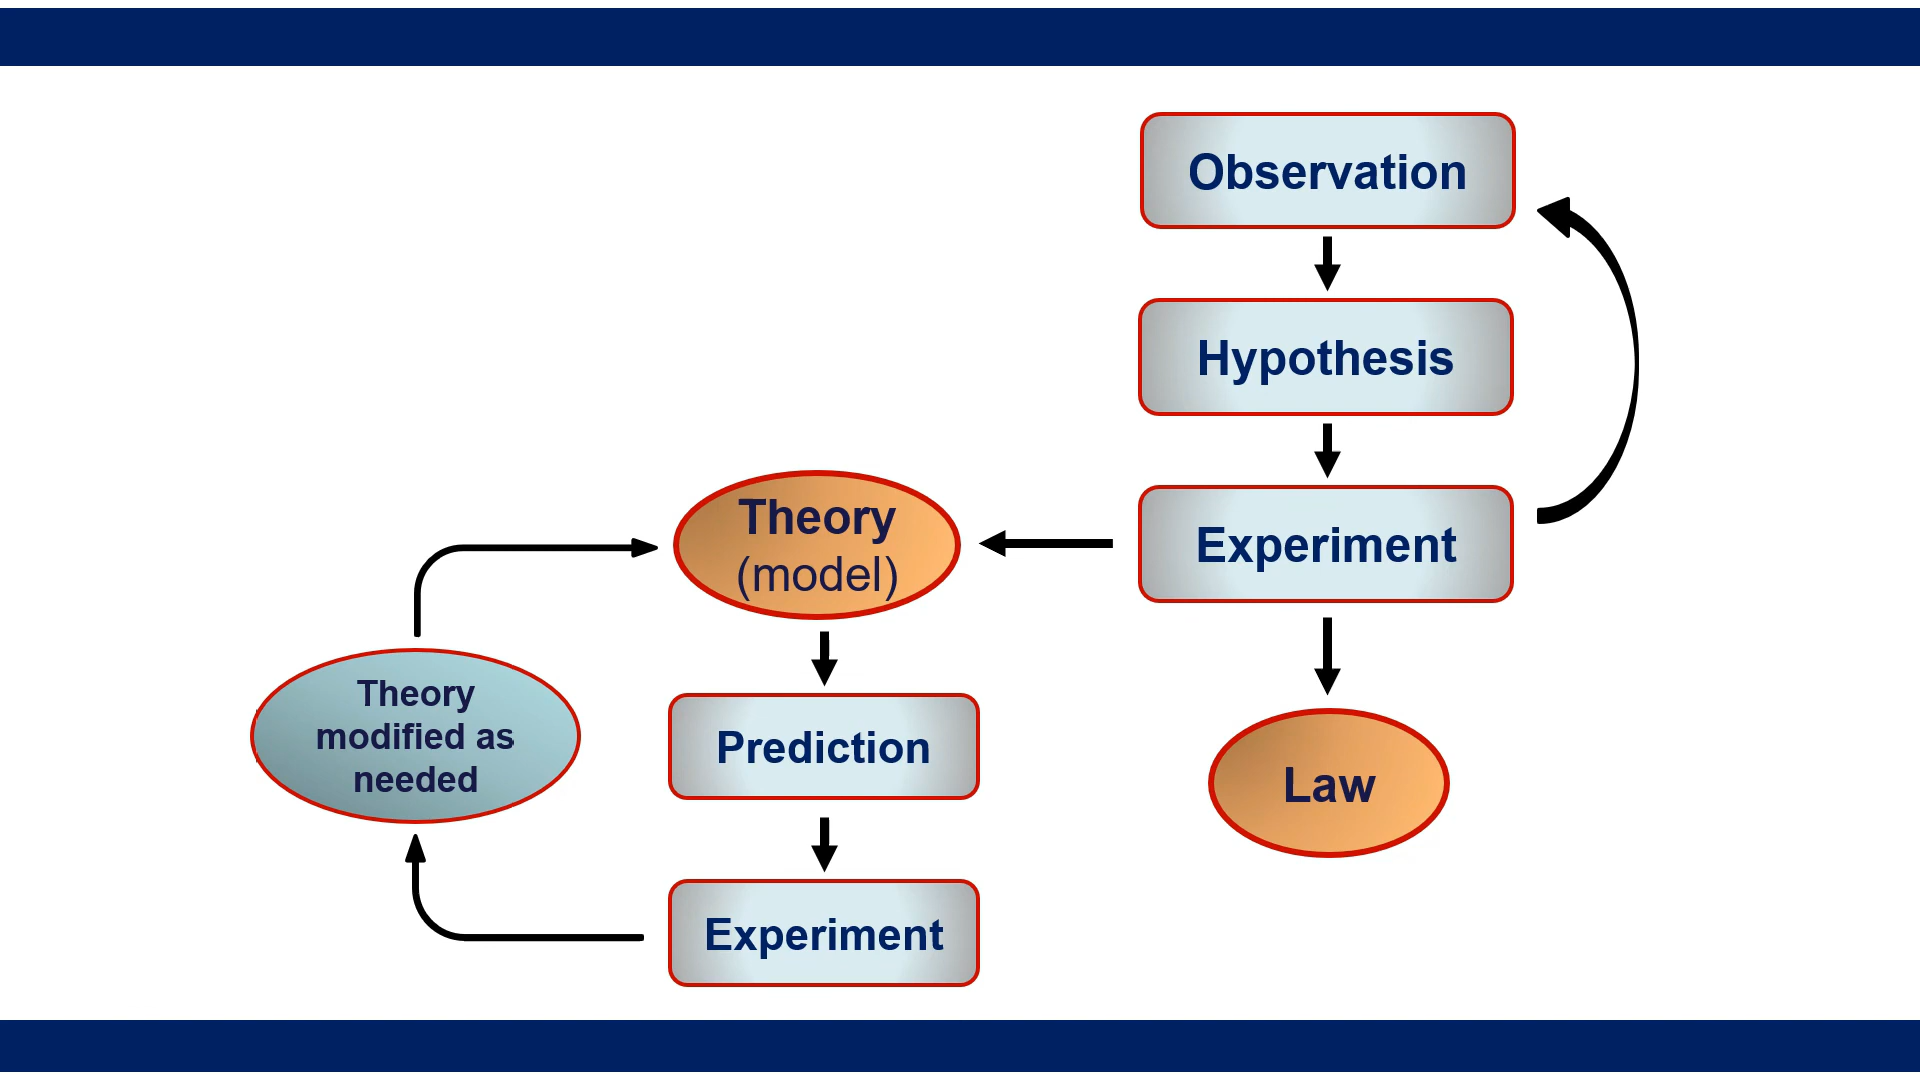 Observation
Hypothesis
Experiment
Theory
(model)
Law
Prediction
Experiment
Theory
modified as
needed